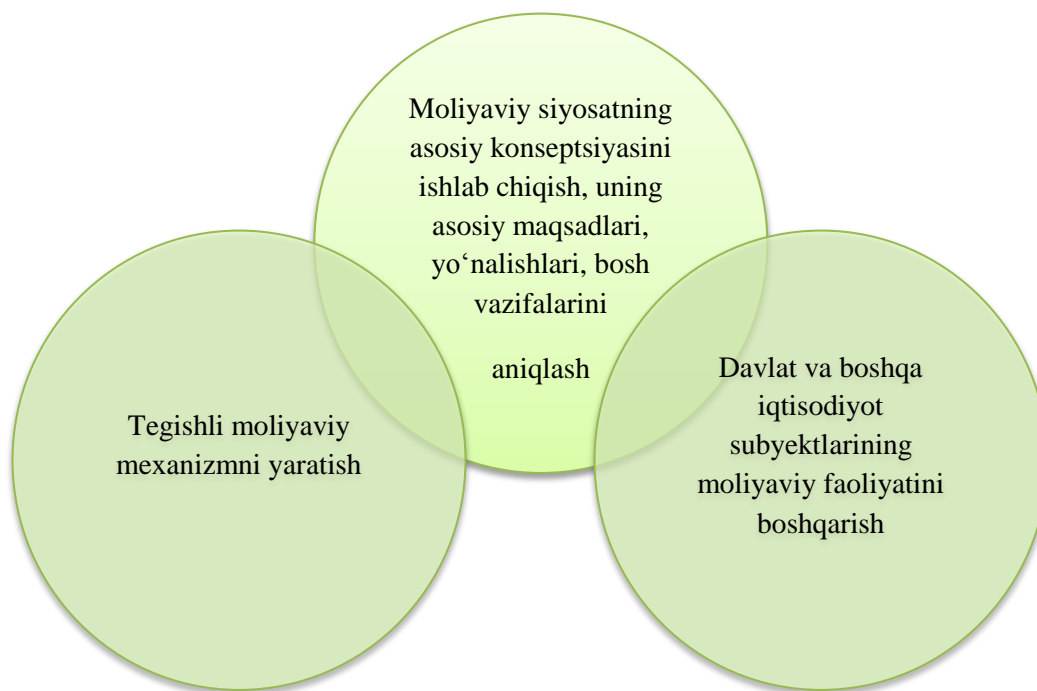 Moliyaviy siyosatning
asosiy konseptsiyasini
ishlab chiqish, uning
asosiy maqsadlari,
yo‘nalishlari, bosh
vazifalarini
aniqlash
Tegishli moliyaviy
mexanizmni yaratish
Davlat va boshqa
iqtisodiyot
subyektlarining
moliyaviy faoliyatini
boshqarish